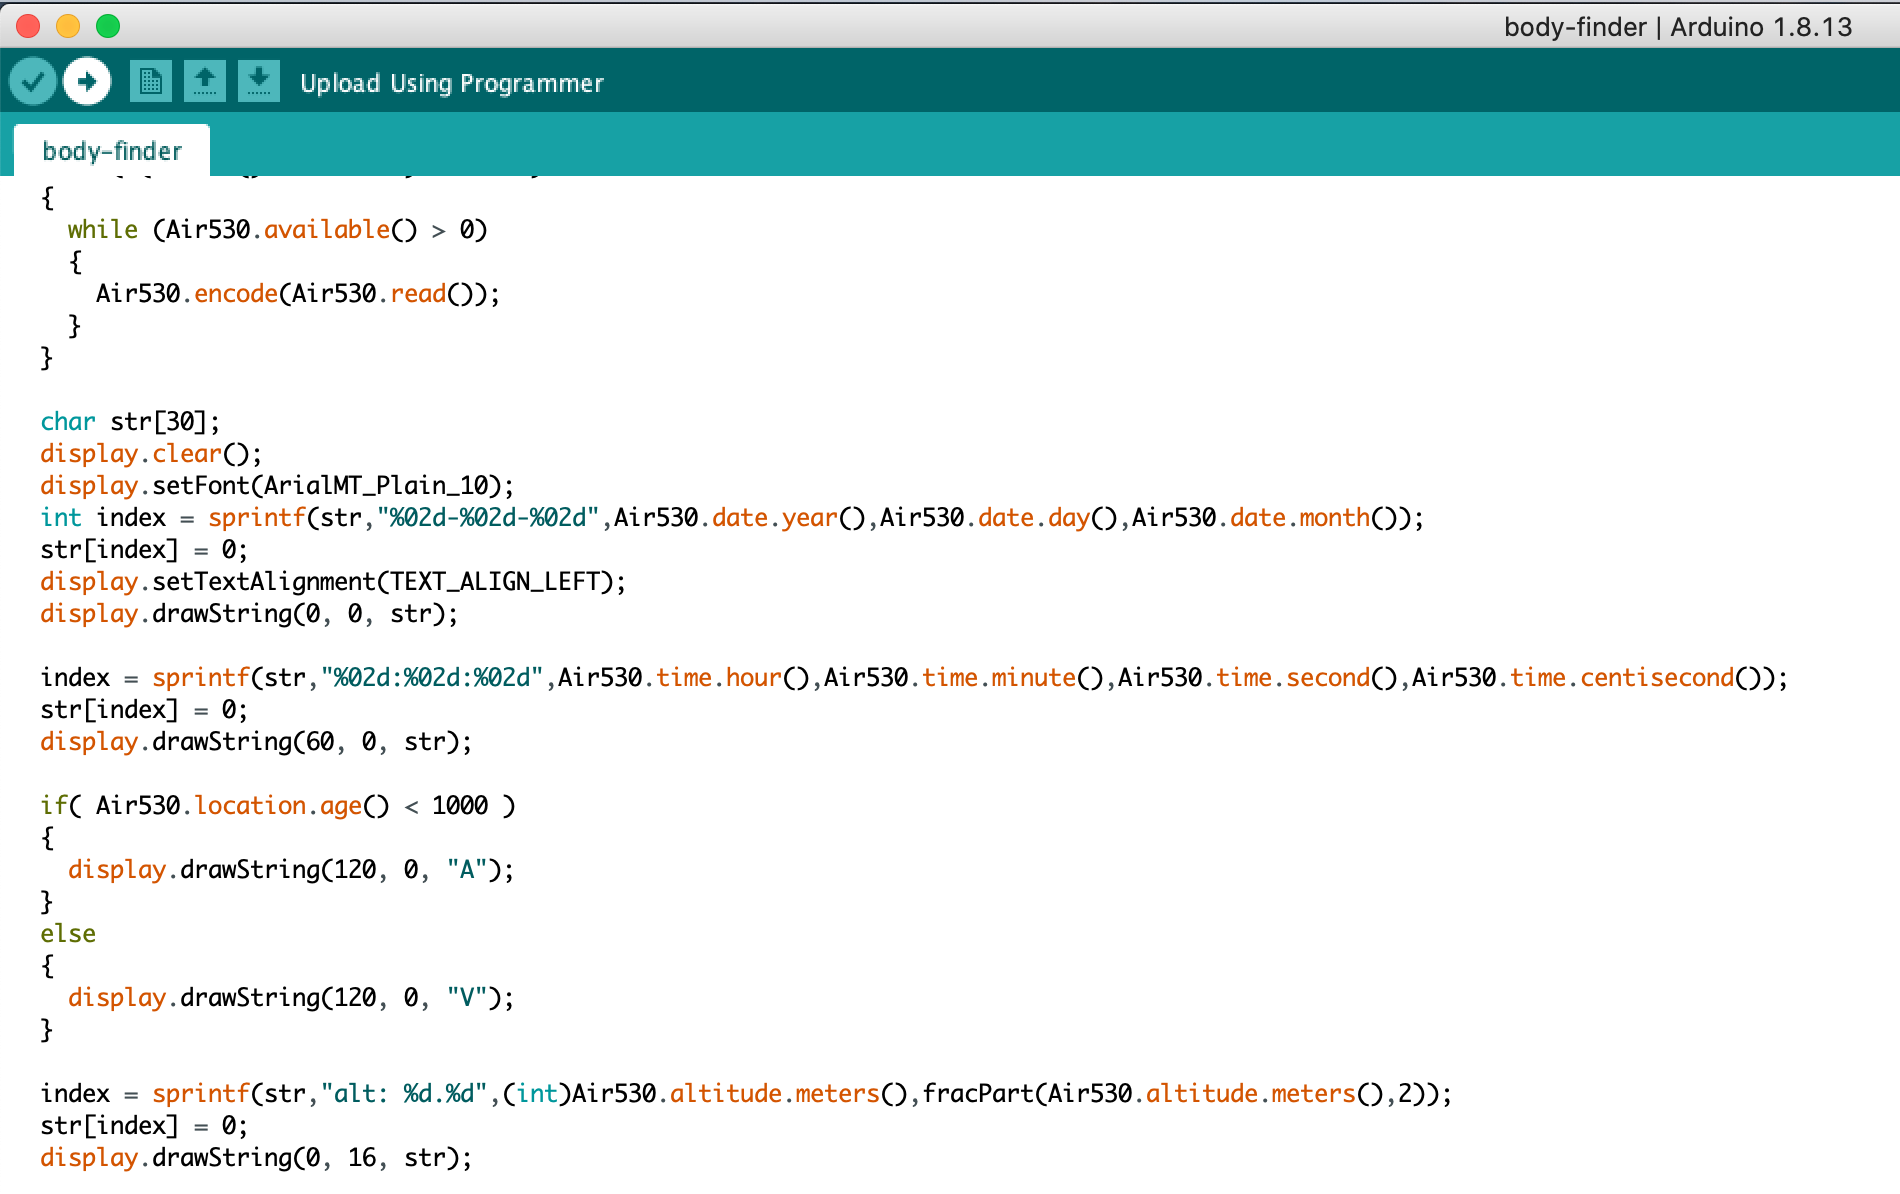 body-finder | Arduino 1.8.13
Upload Using Programmer
body-finder
{
while (Air530.available() > 0)
{
Air530.encode(Air530.read());
}
}
char str[30];
display.clear();
display.setFont(ArialMT_Plain_10);
int index = sprintf(str,"%02d-%02d-%02d",Air530.date.year(),Air530.date.day(),Air530.date.month());
str[index] = 0;
display.setTextAlignment(TEXT_ALIGN_LEFT);
display.drawString(0, 0, str);
index = sprintf(str,"%02d:%02d:%02d",Air530.time.hour(),Air530.time.minute(),Air530.time.second(),Air530.time.centisecond());
str[index] = 0;
display.drawString(60, 0, str);
if( Air530.location.age() < 1000 )
{
display.drawString(120, 0, "A");
}
else
{
display.drawString(120, 0, "V");
}
index = sprintf(str,"alt: %d.%d",(int)Air530.altitude.meters(),fracPart(Air530.altitude.meters(),2));
str[index] = 0;
display.drawString(0, 16, str);